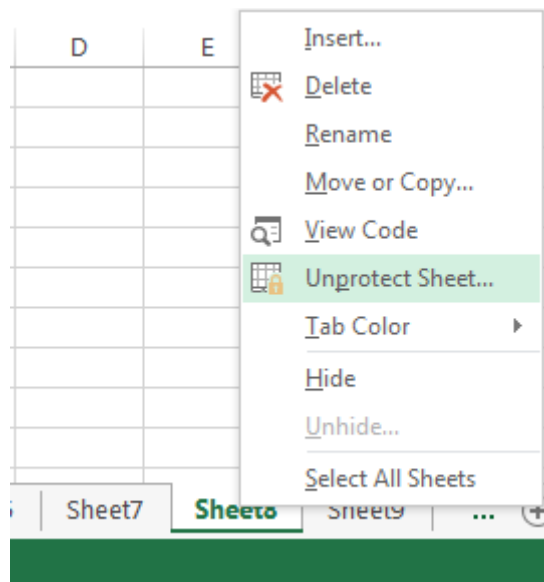 D E
Insert...
Delete
Rename
Move or Copy...
View Code
Unprotect Sheet...
Tab Color
Hide
Unhide...
Select All Sheets
Sheet7 Sheet8 Sheet9 ...